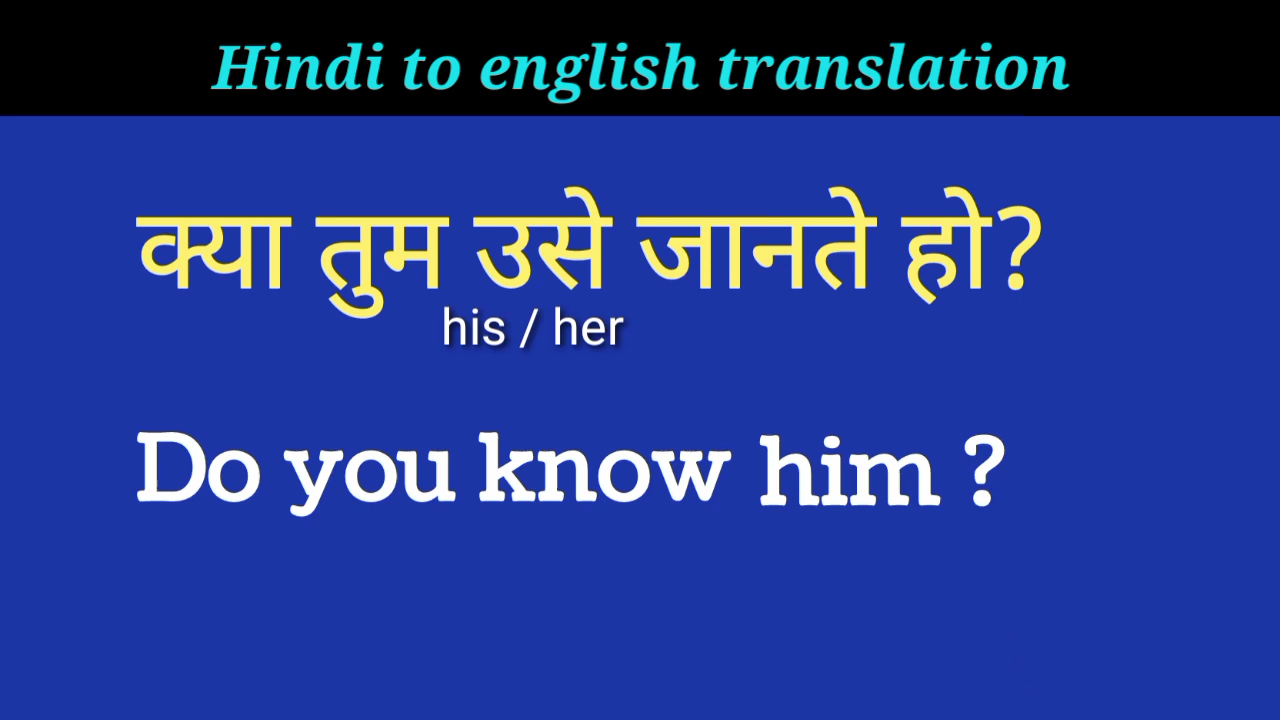 Hindi to english translation
क्या तुम उसे जानते हो?
his / her
Do you know him ?